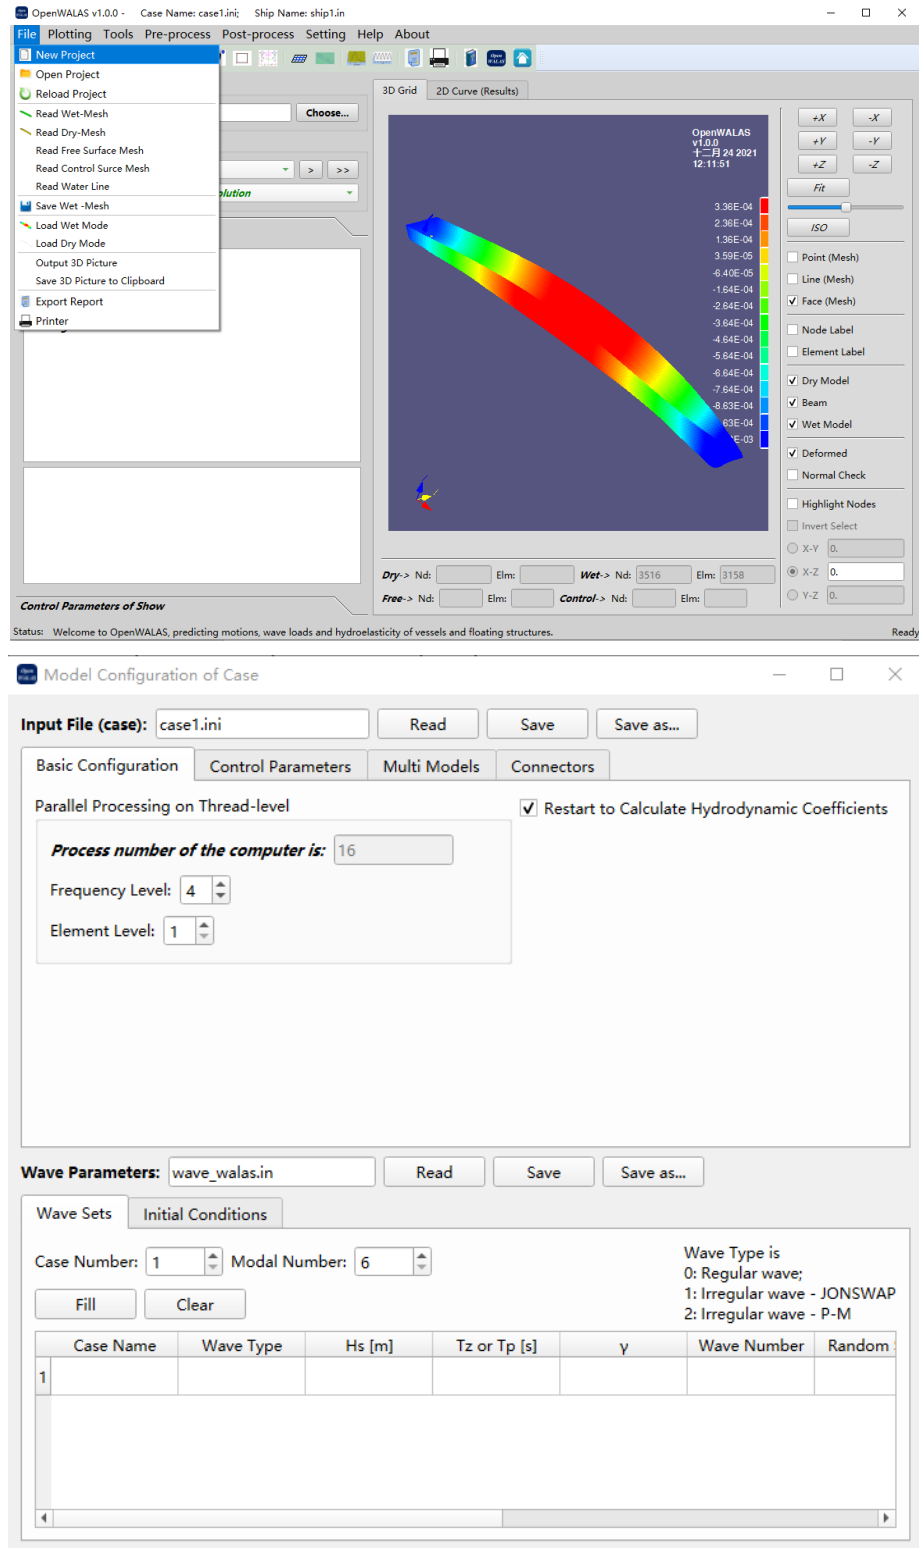 OpenWALAS v1.0.0 - Case Name: case1.ini; Ship Name: ship1.in
File Plotting Tools Pre-process Post-process Setting Help About
New Project
Open Project
Reload Project
Read Wet-Mesh
Read Dry-Mesh
Read Free Surface Mesh
Read Control Surce Mesh
Read Water Line
Save Wet -Mesh
Load Wet Mode
Load Dry Mode
Output 3D Picture
Save 3D Picture to Clipboard
Export Report
Printer
Choose...
> >>
Control Parameters of Show
3D Grid 2D Curve (Results)
OpenWALAS
v1.0.0
十二月 24 2021
12:11:51
3.36E-04
2.36E-04
1.36E-04
3.59E-05
-6.40E-05
-1.64E-04
-2.64E-04
-3.64E-04
-4.64E-04
-5.64E-04
-6.64E-04
-7.64E-04
-8.63E-04
63E-04
E-03
Dry-> Nd: Elm: Wet-> Nd: 3516 Elm: 3158
Free-> Nd: Elm: Control-> Nd: Elm:
+X -X
+Y -Y
+Z -Z
Fit
ISO
Point (Mesh)
Line (Mesh)
Face (Mesh)
Node Label
Element Label
Dry Model
Beam
Wet Model
Deformed
Normal Check
Highlight Nodes
Invert Select
X-Y 0.
X-Z 0.
Y-Z 0.
Status: Welcome to OpenWALAS, predicting motions, wave loads and hydroelasticity of vessels and floating structures. Ready
Open WALAS Model Configuration of Case
Input File (case): case1.ini Read Save Save as...
Basic Configuration Control Parameters Multi Models Connectors
Parallel Processing on Thread-level
Restart to Calculate Hydrodynamic Coefficients
Process number of the computer is: 16
Frequency Level: 4
Element Level: 1
Wave Parameters: wave_walas.in Read Save Save as...
Wave Sets Initial Conditions
Case Number: 1 Modal Number: 6
Fill Clear
Wave Type is
0: Regular wave;
1: Irregular wave - JONSWAP
2: Irregular wave - P-M
Case Name Wave Type Hs [m] Tz or Tp [s] γ Wave Number Random
1